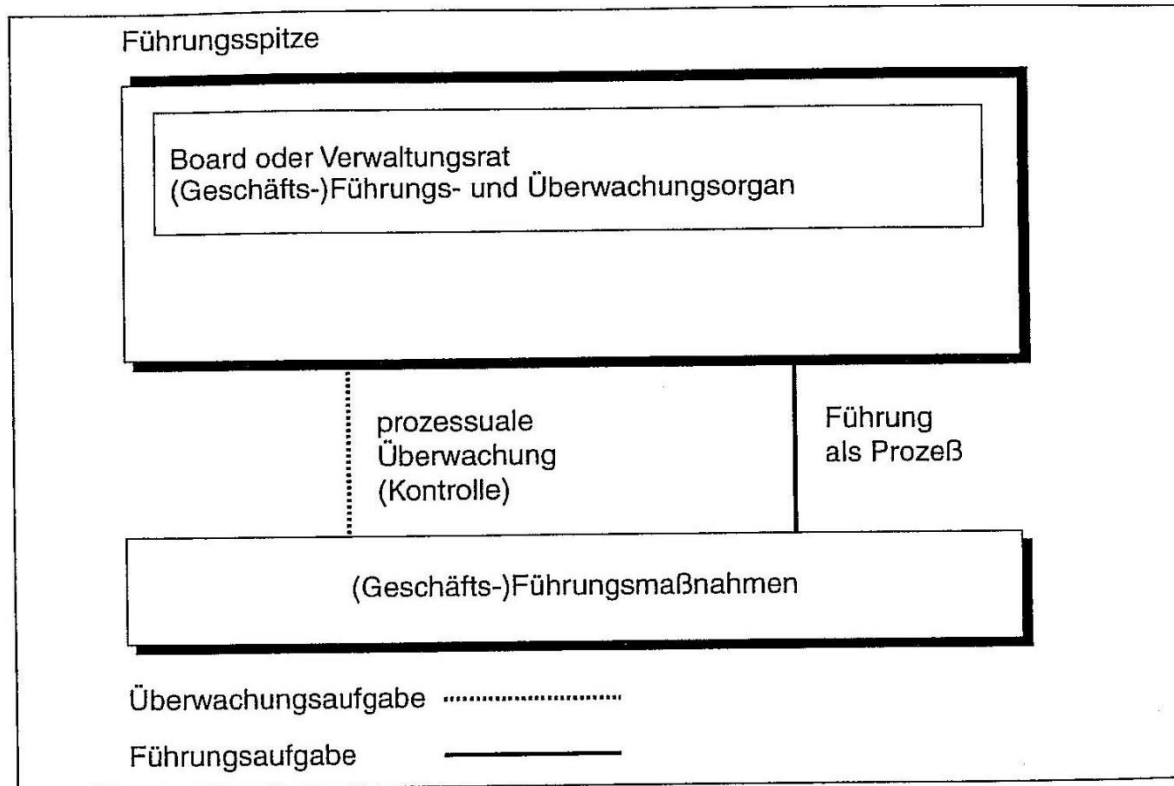 Führungsspitze
Board oder Verwaltungsrat
(Geschäfts-)Führungs- und Überwachungsorgan
prozessuale
Überwachung
(Kontrolle)
Führung
als Prozeß
(Geschäfts-)Führungsmaßnahmen
Überwachungsaufgabe
Führungsaufgabe